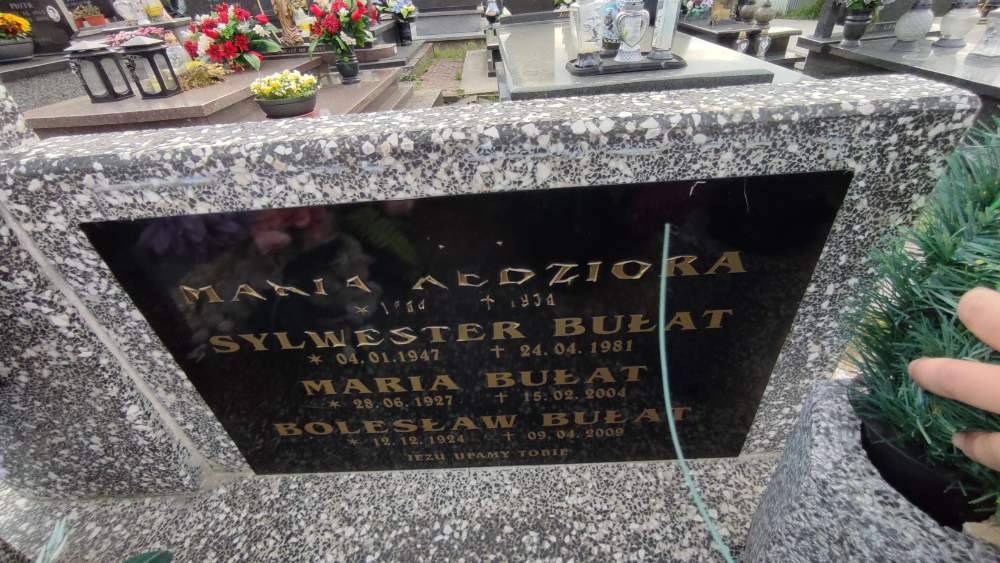 MARIA
SYLWESTER BUŁAT
* 04.01.1947 † 24.04.1981
MARIA BUŁAT
* 28.06.1927 † 15.02.2004
BOLESŁAW BUŁAT
* 12.12.1924 † 09.04.2009
JEZU UFAMY TOBIE